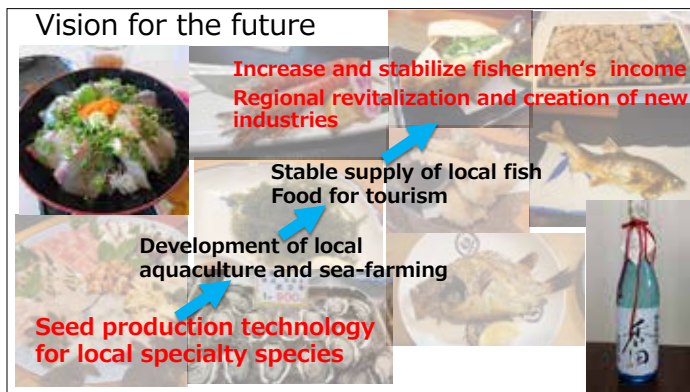 Vision for the future
Increase and stabilize fishermen's income
Regional revitalization and creation of new
industries
Stable supply of local fish
Food for tourism
Development of local
aquaculture and sea-farming
Seed production technology
for local specialty species